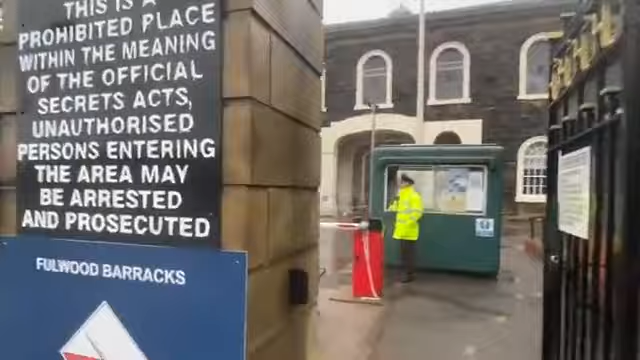 THIS IS A
PROHIBITED PLACE
WITHIN THE MEANING
OF THE OFFICIAL
SECRETS ACTS,
UNAUTHORISED
PERSONS ENTERING
THE AREA MAY
BE ARRESTED
AND PROSECUTED
FULWOOD BARRACKS